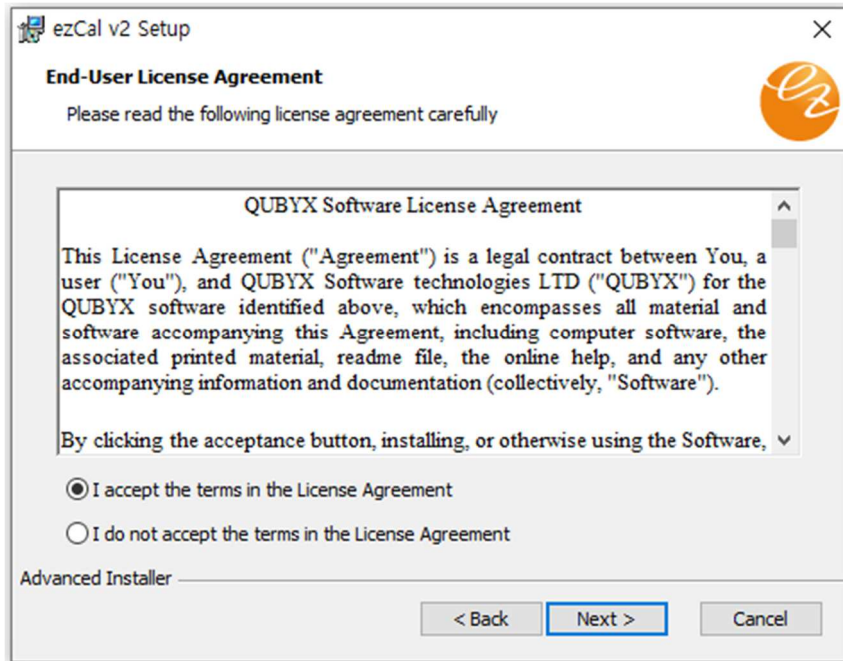 ezCal v2 Setup
End-User License Agreement
Please read the following license agreement carefully
ez
QUBYX Software License Agreement
This License Agreement ("Agreement") is a legal contract between You, a
user ("You"), and QUBYX Software technologies LTD ("QUBYX") for the
QUBYX software identified above, which encompasses all material and
software accompanying this Agreement, including computer software, the
associated printed material, readme file, the online help, and any other
accompanying information and documentation (collectively, "Software").
By clicking the acceptance button, installing, or otherwise using the Software,
I accept the terms in the License Agreement
I do not accept the terms in the License Agreement
Advanced Installer
< Back Next > Cancel